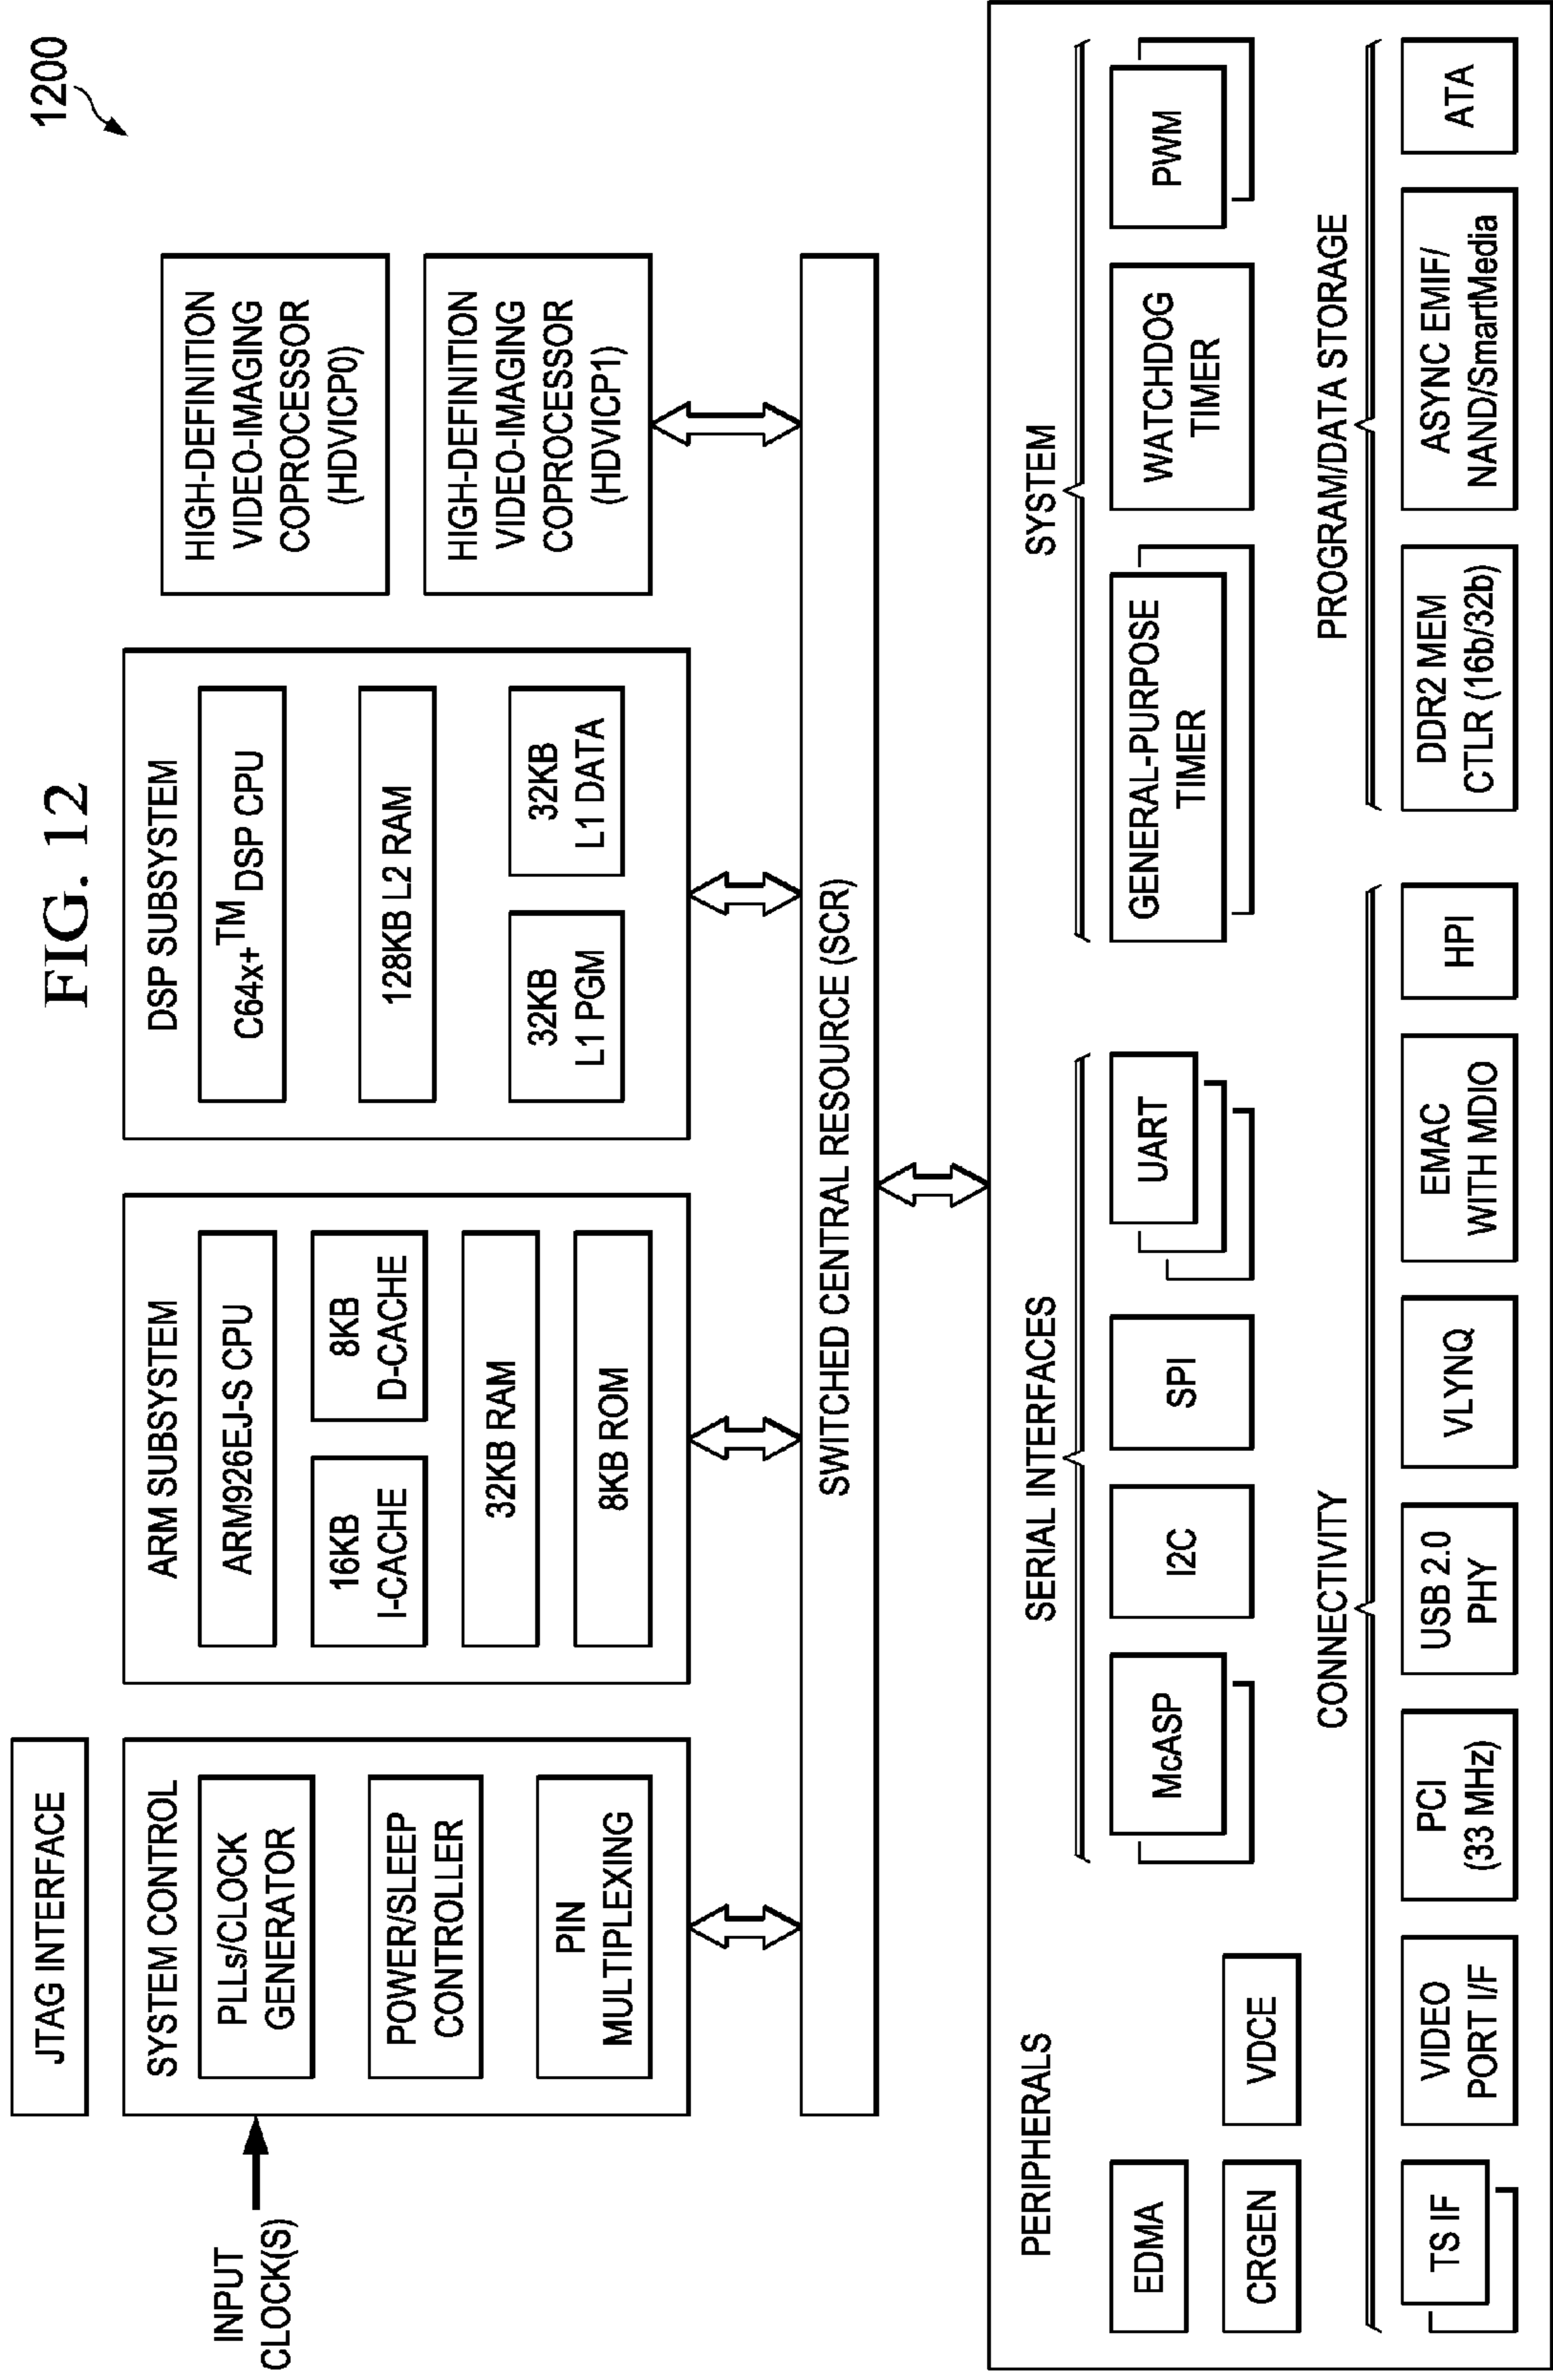 FIG. 12
1200
JTAG INTERFACE
INPUT
CLOCK(S)
SYSTEM CONTROL
PLLs/CLOCK
GENERATOR
POWER/SLEEP
CONTROLLER
PIN
MULTIPLEXING
ARM SUBSYSTEM
ARM926EJ-S CPU
16KB
I-CACHE
8KB
D-CACHE
32KB RAM
8KB ROM
DSP SUBSYSTEM
C64x+TM DSP CPU
128KB L2 RAM
32KB
L1 PGM
32KB
L1 DATA
HIGH-DEFINITION
VIDEO-IMAGING
COPROCESSOR
(HDVICP0)
HIGH-DEFINITION
VIDEO-IMAGING
COPROCESSOR
(HDVICP1)
SWITCHED CENTRAL RESOURCE (SCR)
PERIPHERALS
EDMA
CRGEN
VDCE
SERIAL INTERFACES
McASP
I2C
SPI
UART
SYSTEM
GENERAL-PURPOSE
TIMER
WATCHDOG
TIMER
PWM
CONNECTIVITY
TS IF
VIDEO
PORT I/F
PCI
(33 MHz)
USB 2.0
PHY
VLYNQ
EMAC
WITH MDIO
HPI
PROGRAM/DATA STORAGE
DDR2 MEM
CTLR (16b/32b)
ASYNC EMIF/
NAND/SmartMedia
ATA